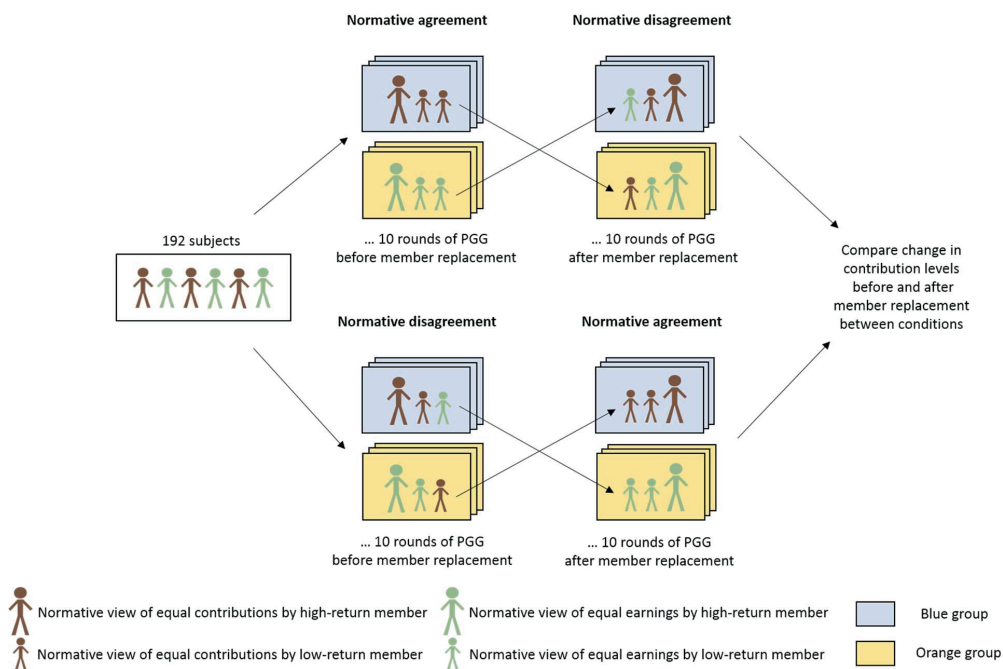 Normative agreement
Normative disagreement
192 subjects
... 10 rounds of PGG
before member replacement
... 10 rounds of PGG
after member replacement
Compare change in
contribution levels
before and after
member replacement
between conditions
Normative disagreement
Normative agreement
... 10 rounds of PGG
before member replacement
... 10 rounds of PGG
after member replacement
Normative view of equal contributions by high-return member
Normative view of equal earnings by high-return member
Blue group
Normative view of equal contributions by low-return member
Normative view of equal earnings by low-return member
Orange group